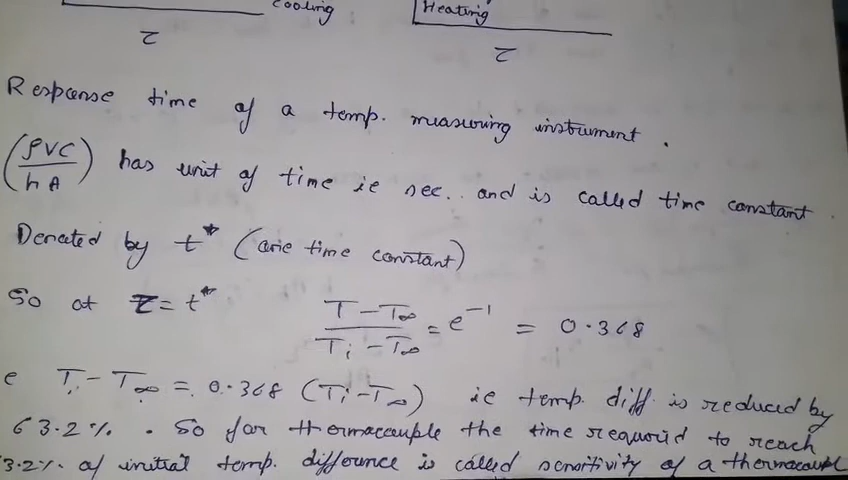 Cooling Heating
τ τ
Response time of a temp. measuring instrument.
(ρVC / hA) has unit of time ie sec.. and is called time constant
Denoted by t* (one time constant)
So at τ = t* (T - T∞) / (Ti - T∞) = e^-1 = 0.368
e Ti - T∞ = 0.368 (Ti - T∞) ie temp. diff. is reduced by
63.2%. So for thermocouple the time required to reach
3.2% of initial temp. difference is called sensitivity of a thermocoupl